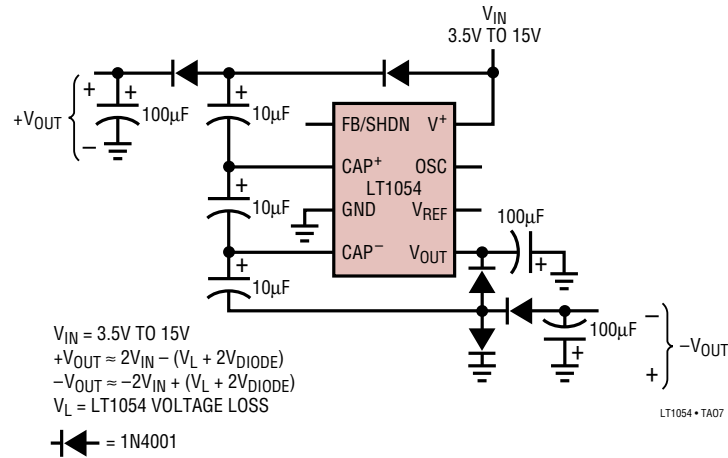 V_IN
3.5V TO 15V
+V_OUT
+
–
+
100µF
+
10µF
FB/SHDN
V+
CAP+
OSC
LT1054
+
10µF
GND
V_REF
CAP–
V_OUT
100µF
+
+
10µF
100µF
+
–
+
–V_OUT
V_IN = 3.5V TO 15V
+V_OUT ≈ 2V_IN – (V_L + 2V_DIODE)
–V_OUT ≈ –2V_IN + (V_L + 2V_DIODE)
V_L = LT1054 VOLTAGE LOSS
= 1N4001
LT1054 • TA07